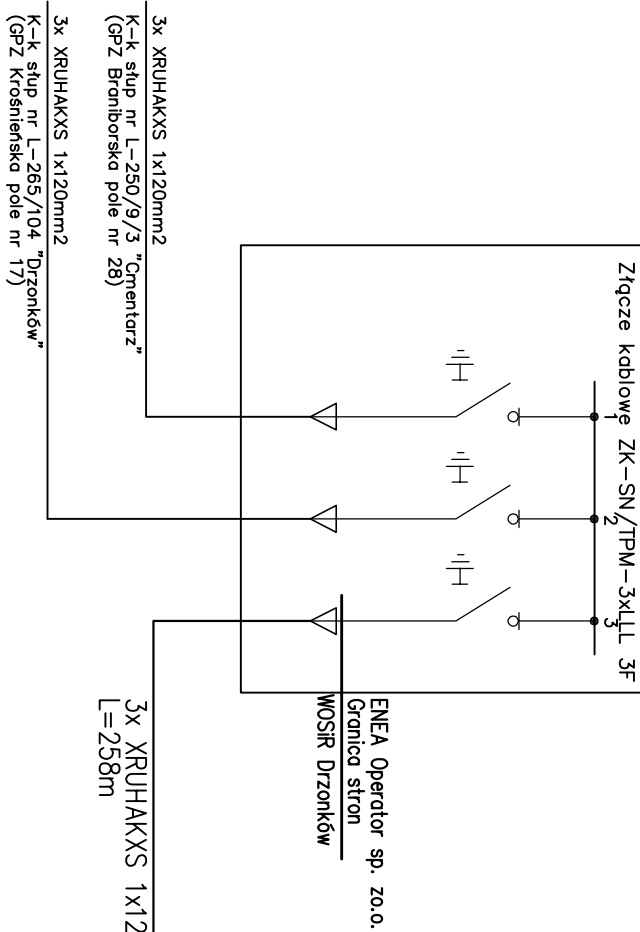 Złącze kablowe ZK-SN/TPM-3xLLL 3F
1
2
3
ENEA Operator sp. zo.o.
Granica stron
WOSiR Drzonków
3x XRUHAKXS 1x120mm2
K-k słup nr L-250/9/3 "Cmentarz"
(GPZ Braniborska pole nr 28)
3x XRUHAKXS 1x120mm2
K-k słup nr L-265/104 "Drzonków"
(GPZ Krośnieńska pole nr 17)
3x XRUHAKXS 1x12
L=258m